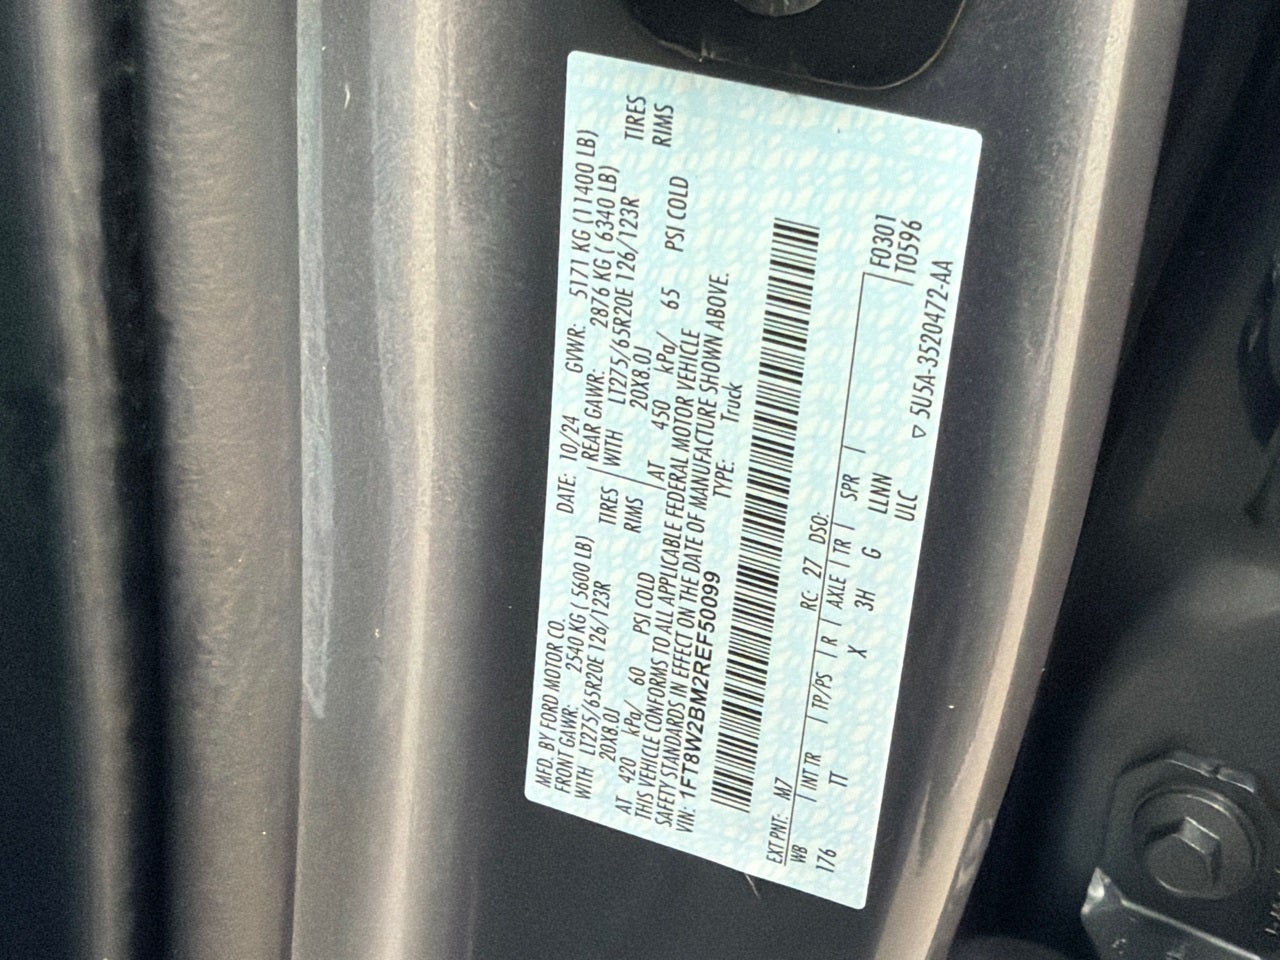 MFD. BY FORD MOTOR CO. DATE: 10/24 GVWR: 5171 KG (11400 LB)
FRONT GAWR: 2540 KG ( 5600 LB) REAR GAWR: 2876 KG ( 6340 LB)
WITH LT275/65R20E 126/123R TIRES WITH LT275/65R20E 126/123R TIRES
20X8.0J RIMS 20X8.0J RIMS
AT 420 kPa/ 60 PSI COLD AT 450 kPa/ 65 PSI COLD
THIS VEHICLE CONFORMS TO ALL APPLICABLE FEDERAL MOTOR VEHICLE
SAFETY STANDARDS IN EFFECT ON THE DATE OF MANUFACTURE SHOWN ABOVE.
VIN: 1FT8W2BM2REF50099 TYPE: Truck
EXT PNT: M7 RC: 27 DSO:
WB INT TR TP/PS R AXLE TR SPR F0301
176 TT X 3H G LLNN T0596
ULC
▽ 5U5A-3520472-AA